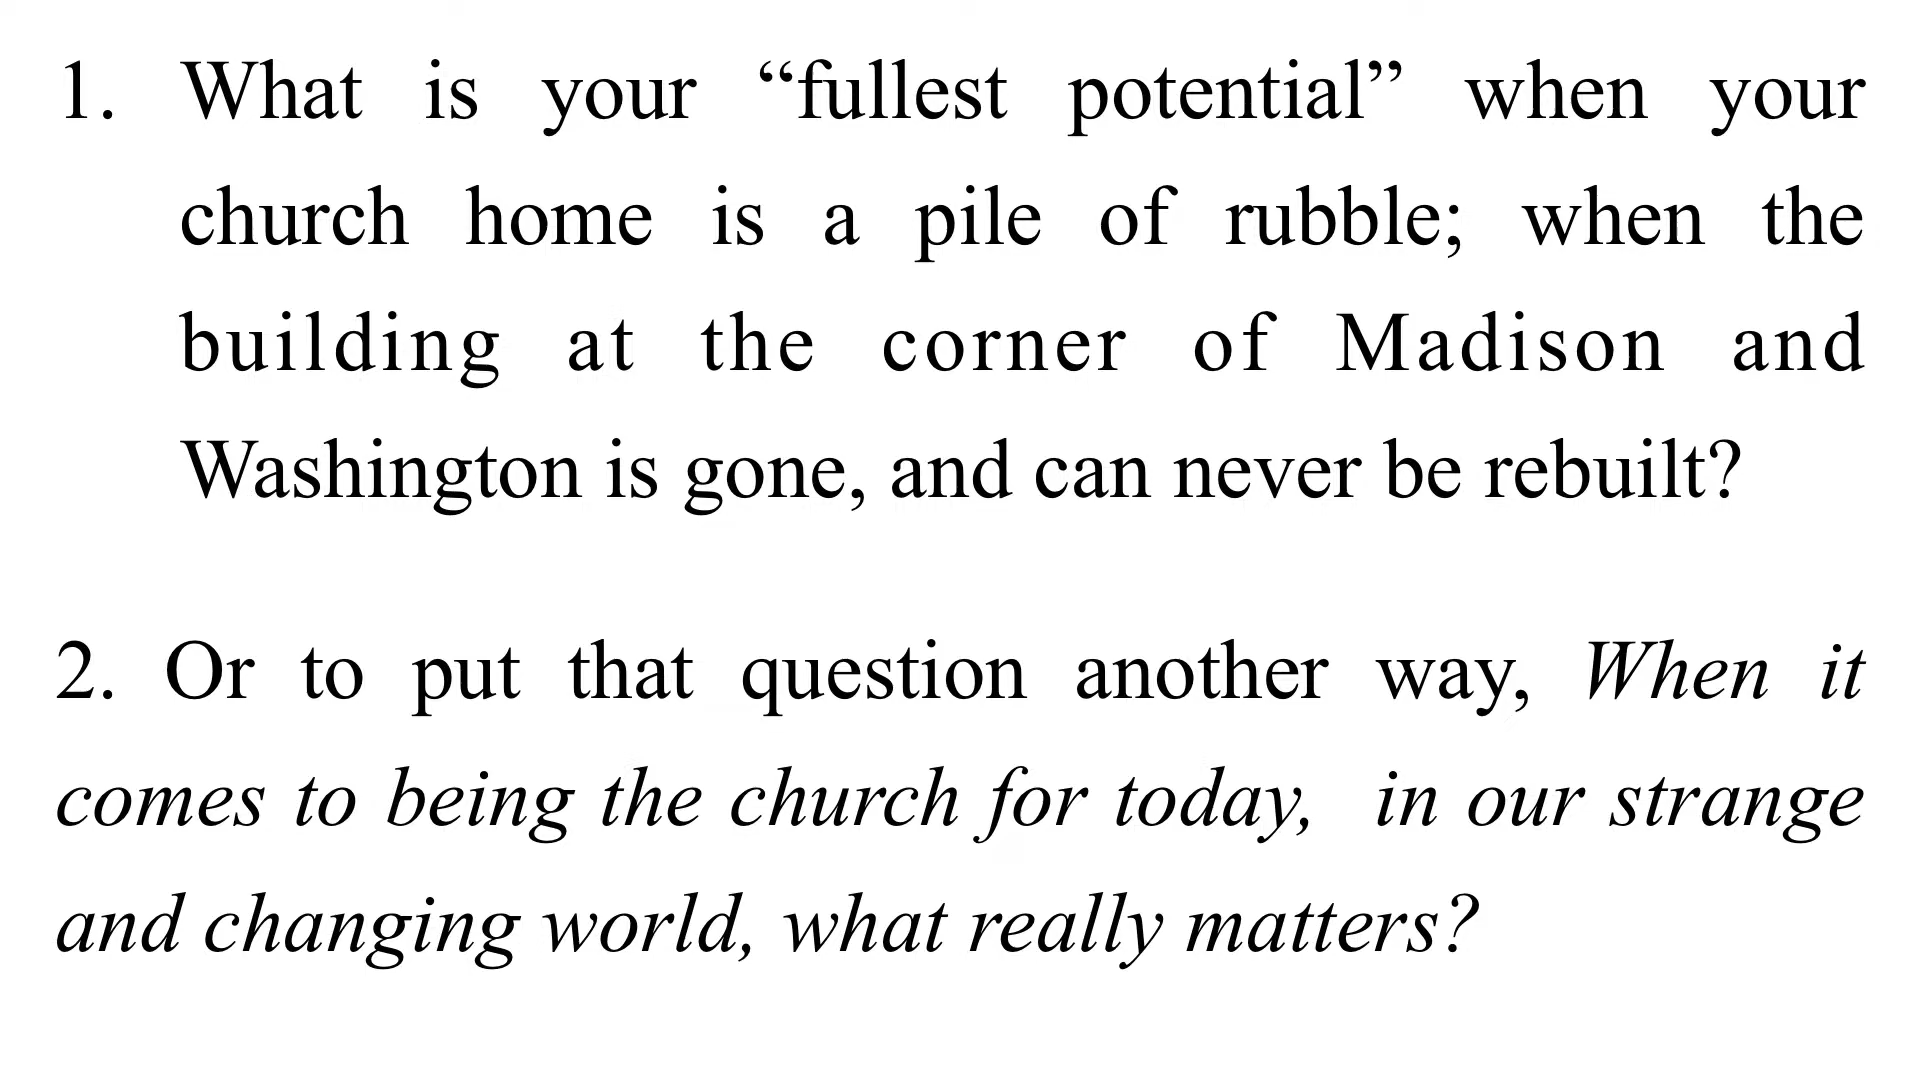 1. What is your “fullest potential” when your
church home is a pile of rubble; when the
building at the corner of Madison and
Washington is gone, and can never be rebuilt?
2. Or to put that question another way, When it
comes to being the church for today, in our strange
and changing world, what really matters?